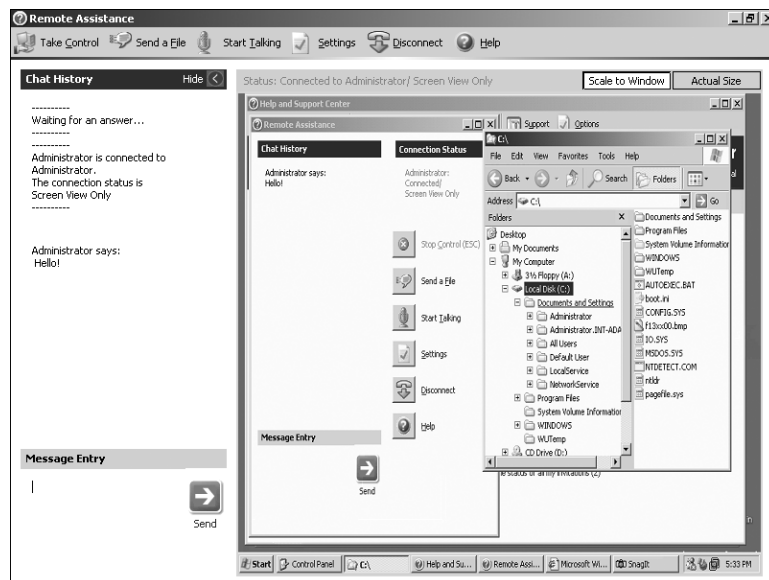 Remote Assistance
Take Control Send a File Start Talking Settings Disconnect Help
Chat History Hide
----------
Waiting for an answer...
----------
----------
Administrator is connected to
Administrator.
The connection status is
Screen View Only
----------
Administrator says:
Hello!
Message Entry
Send
Status: Connected to Administrator/ Screen View Only
Scale to Window Actual Size
Help and Support Center
Support Options
Remote Assistance
Chat History
Administrator says:
Hello!
Connection Status
Administrator:
Connected/
Screen View Only
Stop Control (ESC)
Send a File
Start Talking
Settings
Disconnect
Help
Message Entry
Send
C:\
File Edit View Favorites Tools Help
Back Search Folders
Address C:\ Go
Folders X
Desktop
My Documents
My Computer
3½ Floppy (A:)
Local Disk (C:)
Documents and Settings
Administrator
Administrator.INT-ADA
All Users
Default User
LocalService
NetworkService
Program Files
System Volume Information
WINDOWS
WUTemp
CD Drive (D:)
Documents and Settings
Program Files
System Volume Information
WINDOWS
WUTemp
AUTOEXEC.BAT
boot.ini
CONFIG.SYS
f13xx00.bmp
IO.SYS
MSDOS.SYS
NTDETECT.COM
ntldr
pagefile.sys
Start Control Panel C:\ Help and Su... Remote Assi... Microsoft Wi... SnagIt 5:33 PM